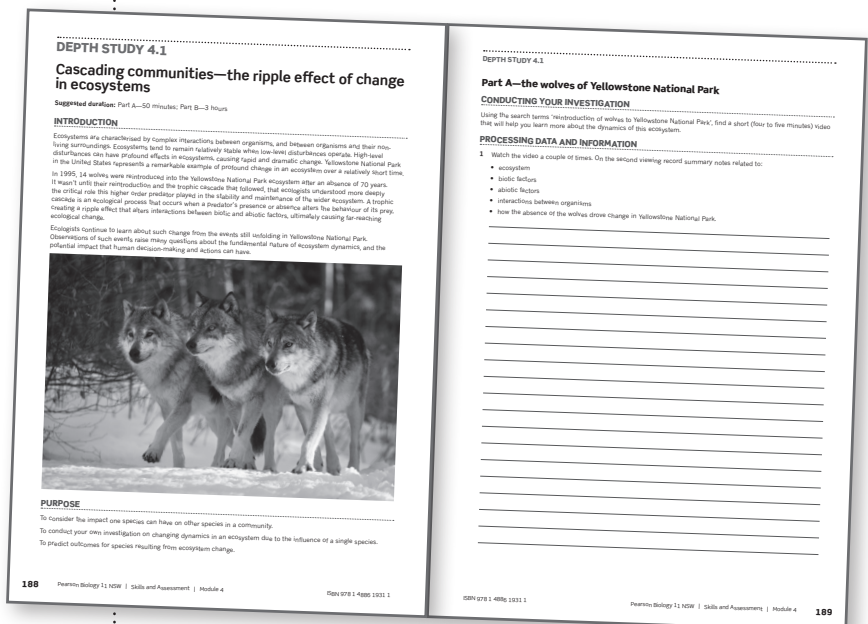 DEPTH STUDY 4.1
Cascading communities—the ripple effect of change
in ecosystems
Suggested duration: Part A—50 minutes; Part B—3 hours
INTRODUCTION
Ecosystems are characterised by complex interactions between organisms, and between organisms and their non-
living surroundings. Ecosystems tend to remain relatively stable when low-level disturbances operate. High-level
disturbances can have profound effects in ecosystems, causing rapid and dramatic change. Yellowstone National Park
in the United States represents a remarkable example of profound change in an ecosystem over a relatively short time.
In 1995, 14 wolves were reintroduced into the Yellowstone National Park ecosystem after an absence of 70 years.
It wasn't until their reintroduction and the trophic cascade that followed, that ecologists understood more deeply
the critical role this higher order predator played in the stability and maintenance of the wider ecosystem. A trophic
cascade is an ecological process that occurs when a predator's presence or absence alters the behaviour of its prey,
creating a ripple effect that alters interactions between biotic and abiotic factors, ultimately causing far-reaching
ecological change.
Ecologists continue to learn about such change from the events still unfolding in Yellowstone National Park.
Observations of such events raise many questions about the fundamental nature of ecosystem dynamics, and the
potential impact that human decision-making and actions can have.
PURPOSE
To consider the impact one species can have on other species in a community.
To conduct your own investigation on changing dynamics in an ecosystem due to the influence of a single species.
To predict outcomes for species resulting from ecosystem change.
188 Pearson Biology 11 NSW | Skills and Assessment | Module 4 ISBN 978 1 4886 1931 1
DEPTH STUDY 4.1
Part A—the wolves of Yellowstone National Park
CONDUCTING YOUR INVESTIGATION
Using the search terms 'reintroduction of wolves to Yellowstone National Park', find a short (four to five minutes) video
that will help you learn more about the dynamics of this ecosystem.
PROCESSING DATA AND INFORMATION
1 Watch the video a couple of times. On the second viewing record summary notes related to:
• ecosystem
• biotic factors
• abiotic factors
• interactions between organisms
• how the absence of the wolves drove change in Yellowstone National Park.
ISBN 978 1 4886 1931 1 Pearson Biology 11 NSW | Skills and Assessment | Module 4 189